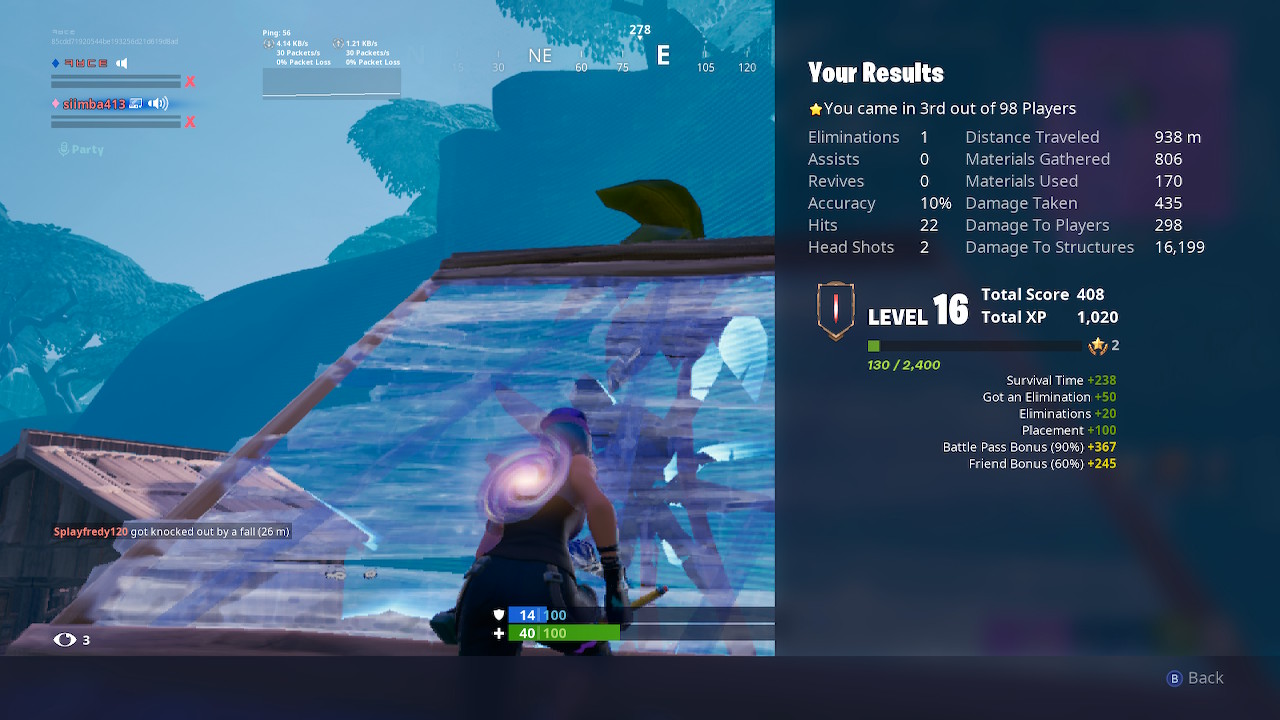 Ping: 56
4.14 KB/s 1.21 KB/s
30 Packets/s 30 Packets/s
0% Packet Loss 0% Packet Loss
siimba413
Party
278
N 15 30 NE 60 75 E 105 120
Splayfredy120 got knocked out by a fall (26 m)
3
14 100
40 100
Your Results
You came in 3rd out of 98 Players
Eliminations 1 Distance Traveled 938 m
Assists 0 Materials Gathered 806
Revives 0 Materials Used 170
Accuracy 10% Damage Taken 435
Hits 22 Damage To Players 298
Head Shots 2 Damage To Structures 16,199
LEVEL 16
Total Score 408
Total XP 1,020
2
130 / 2,400
Survival Time +238
Got an Elimination +50
Eliminations +20
Placement +100
Battle Pass Bonus (90%) +367
Friend Bonus (60%) +245
B Back